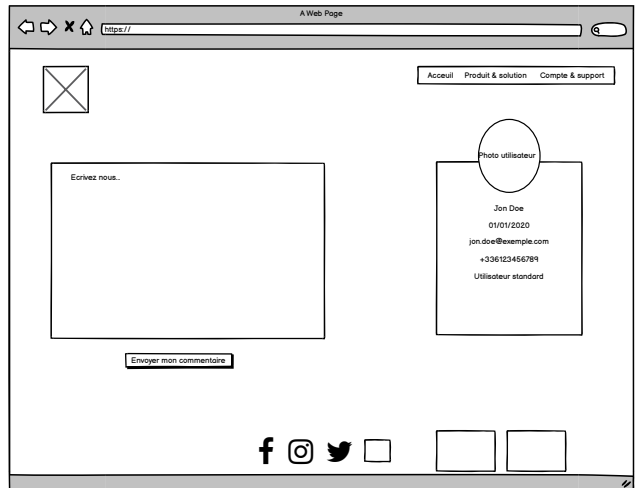 A Web Page
https://
Acceuil Produit & solution Compte & support
Photo utilisateur
Ecrivez nous..
Jon Doe
01/01/2020
jon.doe@exemple.com
+336123456789
Utilisateur standard
Envoyer mon commentaire